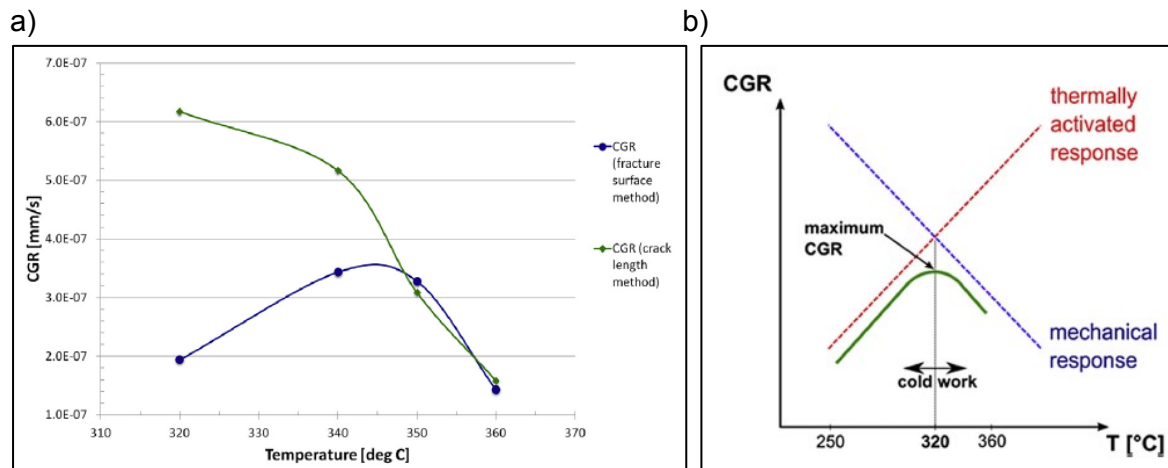 a)
b)
7.0E-07
6.0E-07
5.0E-07
4.0E-07
3.0E-07
2.0E-07
1.0E-07
CGR [mm/s]
310 320 330 340 350 360 370
Temperature [deg C]
CGR
(fracture
surface
method)
CGR (crack
length
method)
CGR
thermally
activated
response
maximum
CGR
mechanical
response
cold work
250 320 360 T [°C]